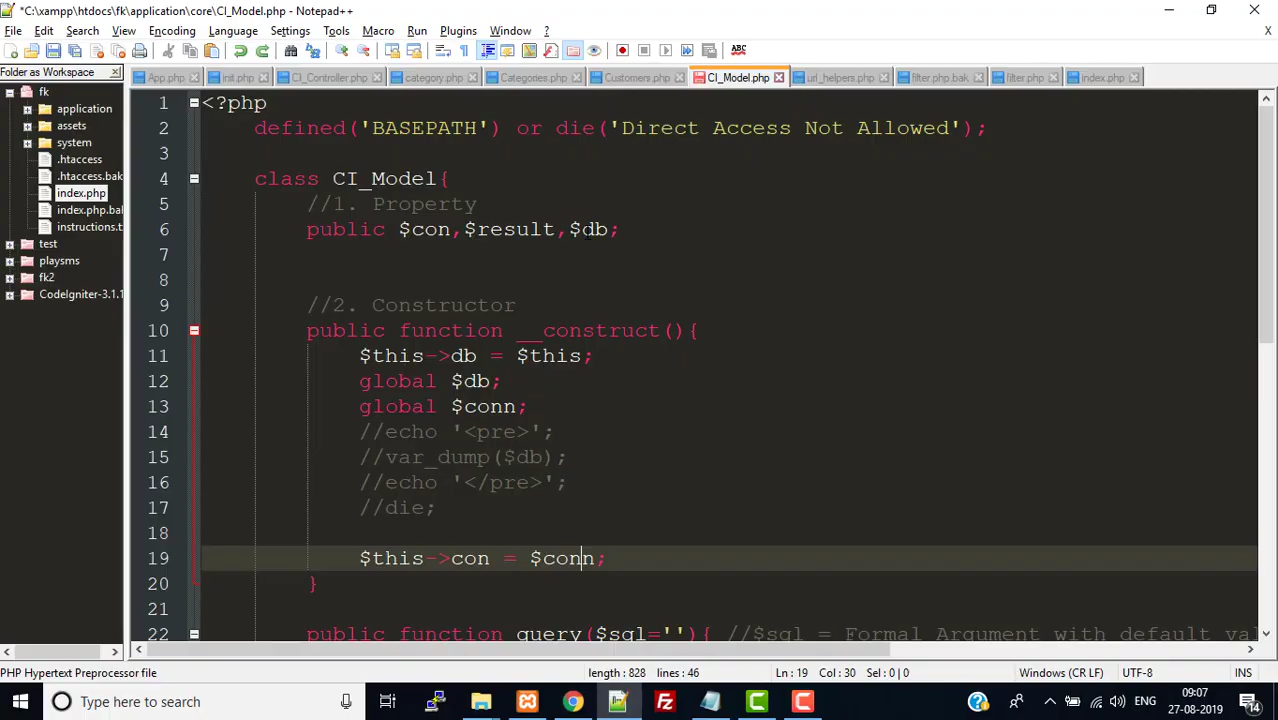 *C:\xampp\htdocs\fk\application\core\CI_Model.php - Notepad++
File Edit Search View Encoding Language Settings Tools Macro Run Plugins Window ?
X
ABC
Folder as Workspace
App.php init.php CI_Controller.php category.php Categories.php Customers.php CI_Model.php url_helpers.php filter.php.bak filter.php index.php
fk
application
assets
system
.htaccess
.htaccess.bak
index.php
index.php.bal
instructions.t
test
playsms
fk2
CodeIgniter-3.1.1
1 <?php
2 defined('BASEPATH') or die('Direct Access Not Allowed');
3
4 class CI_Model{
5 //1. Property
6 public $con,$result,$db;
7
8
9 //2. Constructor
10 public function __construct(){
11 $this->db = $this;
12 global $db;
13 global $conn;
14 //echo '<pre>';
15 //var_dump($db);
16 //echo '</pre>';
17 //die;
18
19 $this->con = $conn;
20 }
21
22 public function query($sql=''){ //$sql = Formal Argument with default val
PHP Hypertext Preprocessor file length : 828 lines : 46 Ln : 19 Col : 30 Sel : 0 | 0 Windows (CR LF) UTF-8 INS
Type here to search
ENG
09:07
27-08-2019
14